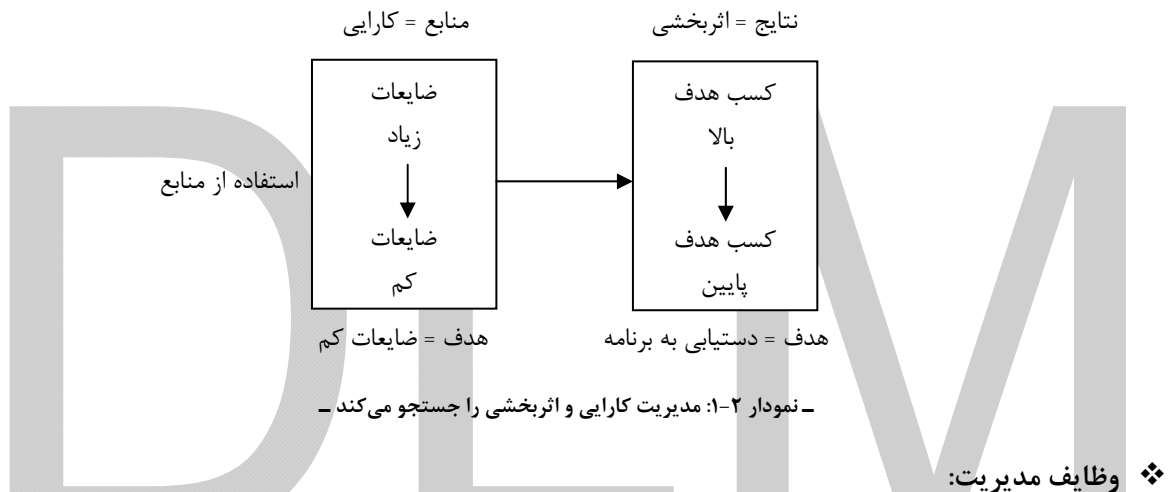 منابع = کارایی
نتایج = اثربخشی
ضایعات
زیاد
ضایعات
کم
کسب هدف
بالا
کسب هدف
پایین
استفاده از منابع
هدف = ضایعات کم
هدف = دستیابی به برنامه
ـ نمودار ۲-۱: مدیریت کارایی و اثربخشی را جستجو می‌کند ـ
❖ وظایف مدیریت:
DLM